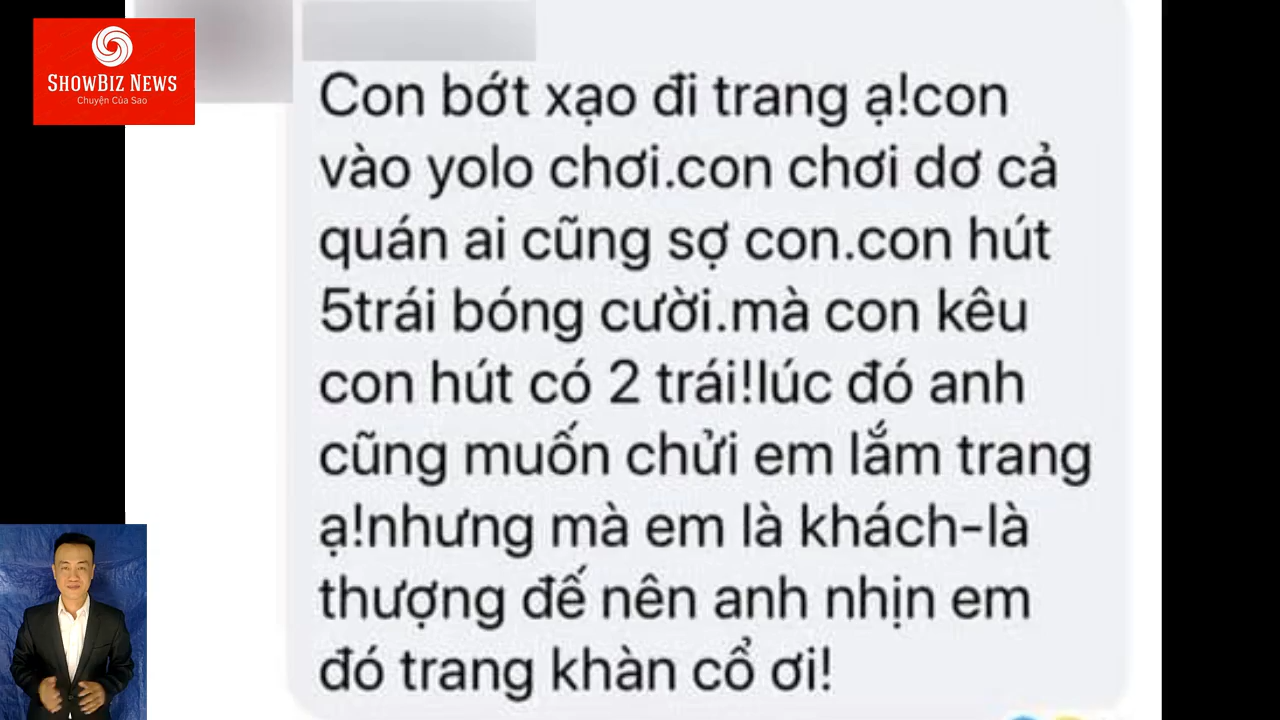 SHOWBIZ NEWS
Chuyện Của Sao
Con bớt xạo đi trang ạ!con
vào yolo chơi.con chơi dơ cả
quán ai cũng sợ con.con hút
5trái bóng cười.mà con kêu
con hút có 2 trái!lúc đó anh
cũng muốn chửi em lắm trang
ạ!nhưng mà em là khách-là
thượng đế nên anh nhịn em
đó trang khàn cổ ơi!